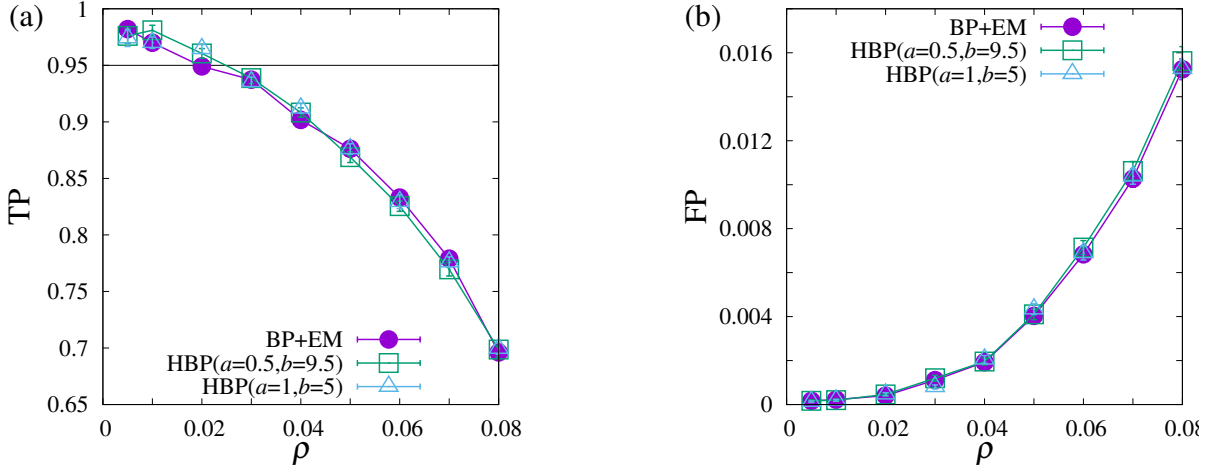 (a)
1
0.95
0.9
0.85
0.8
0.75
0.7
0.65
TP
BP+EM
HBP(a=0.5,b=9.5)
HBP(a=1,b=5)
0 0.02 0.04 0.06 0.08
ρ
(b)
0.016
0.012
0.008
0.004
0
FP
BP+EM
HBP(a=0.5,b=9.5)
HBP(a=1,b=5)
0 0.02 0.04 0.06 0.08
ρ